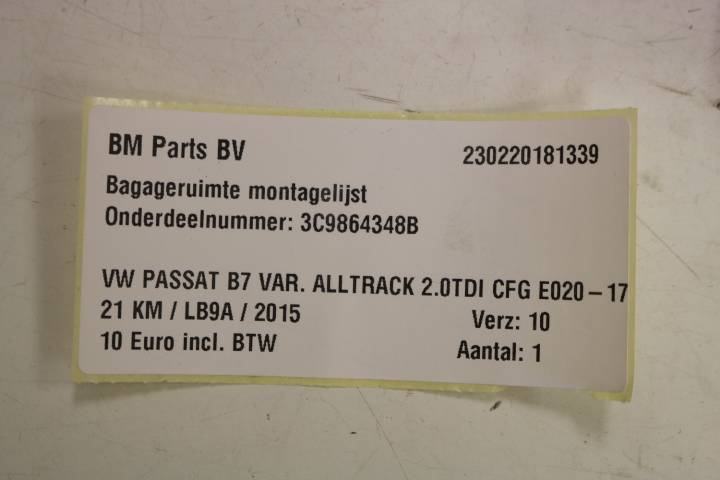 BM Parts BV 230220181339
Bagageruimte montagelijst
Onderdeelnummer: 3C9864348B
VW PASSAT B7 VAR. ALLTRACK 2.0TDI CFG E020-17
21 KM / LB9A / 2015 Verz: 10
10 Euro incl. BTW Aantal: 1